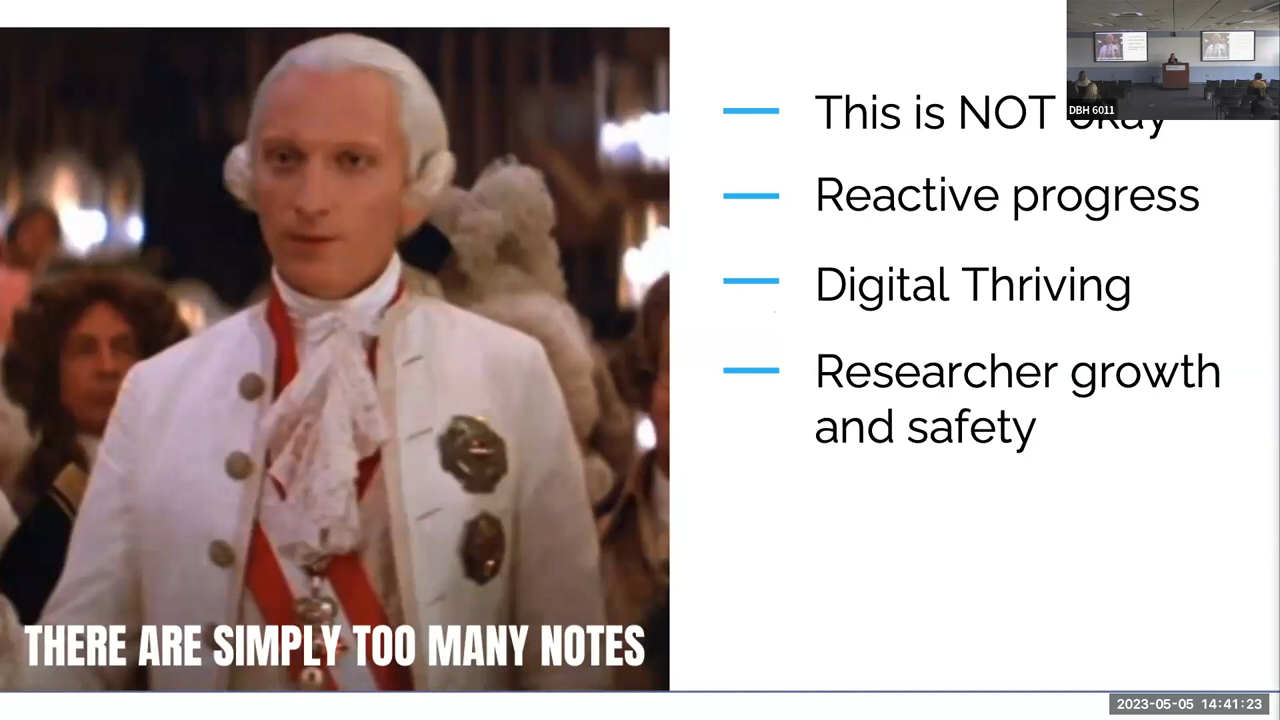 This is NOT okay
Reactive progress
Digital Thriving
Researcher growth
and safety
THERE ARE SIMPLY TOO MANY NOTES
DBH 6011
2023-05-05 14:41:23